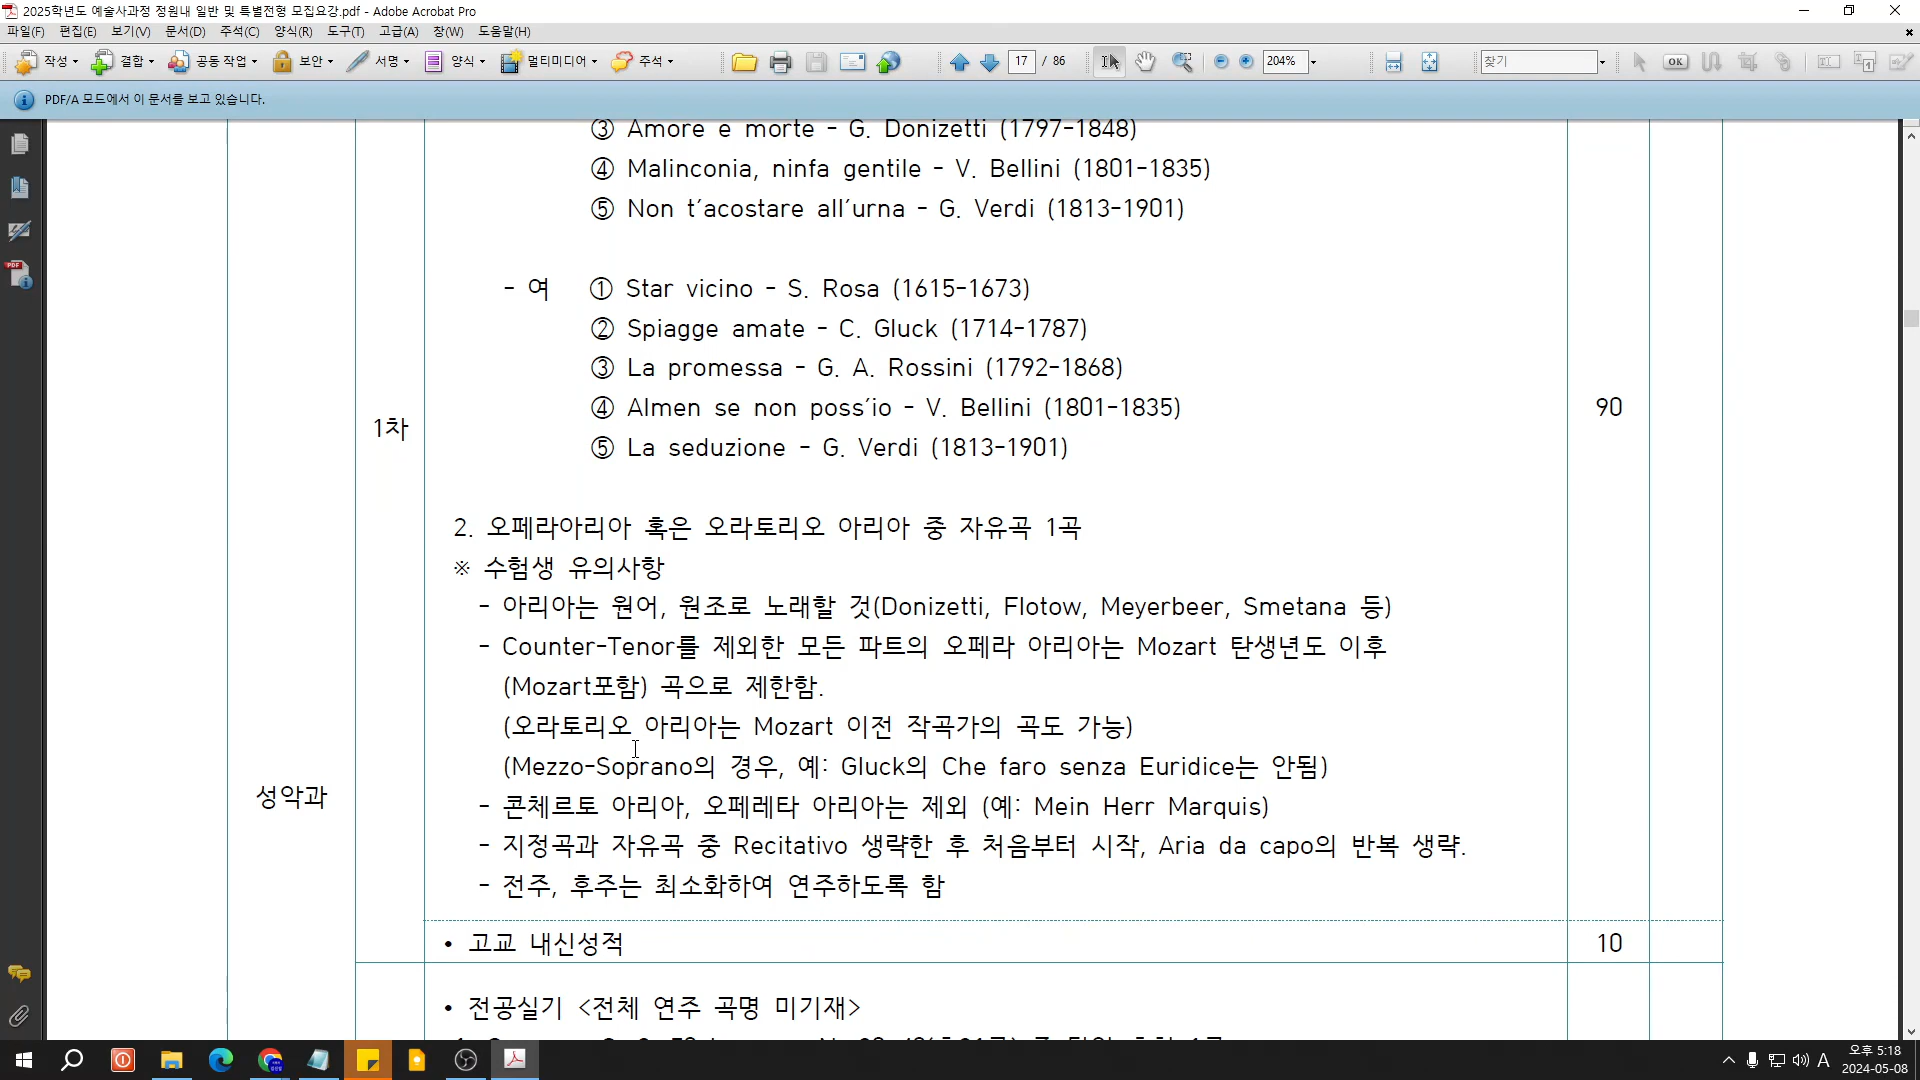 2025학년도 예술사과정 정원내 일반 및 특별전형 모집요강.pdf - Adobe Acrobat Pro
파일(F) 편집(E) 보기(V) 문서(D) 주석(C) 양식(R) 도구(T) 고급(A) 창(W) 도움말(H)
작성 결합 공동 작업 보안 서명 양식 멀티미디어 주석 17 / 86 204% 찾기 OK
PDF/A 모드에서 이 문서를 보고 있습니다.
③ Amore e morte - G. Donizetti (1797-1848)
④ Malinconia, ninfa gentile - V. Bellini (1801-1835)
⑤ Non t´acostare all´urna - G. Verdi (1813-1901)
- 여 ① Star vicino - S. Rosa (1615-1673)
② Spiagge amate - C. Gluck (1714-1787)
③ La promessa - G. A. Rossini (1792-1868)
④ Almen se non poss´io - V. Bellini (1801-1835)
⑤ La seduzione - G. Verdi (1813-1901)
1차
90
2. 오페라아리아 혹은 오라토리오 아리아 중 자유곡 1곡
※ 수험생 유의사항
- 아리아는 원어, 원조로 노래할 것(Donizetti, Flotow, Meyerbeer, Smetana 등)
- Counter-Tenor를 제외한 모든 파트의 오페라 아리아는 Mozart 탄생년도 이후
(Mozart포함) 곡으로 제한함.
(오라토리오 아리아는 Mozart 이전 작곡가의 곡도 가능)
(Mezzo-Soprano의 경우, 예: Gluck의 Che faro senza Euridice는 안됨)
성악과
- 콘체르토 아리아, 오페레타 아리아는 제외 (예: Mein Herr Marquis)
- 지정곡과 자유곡 중 Recitativo 생략한 후 처음부터 시작, Aria da capo의 반복 생략.
- 전주, 후주는 최소화하여 연주하도록 함
• 고교 내신성적 10
• 전공실기 <전체 연주 곡명 미기재>
A 오후 5:18
2024-05-08